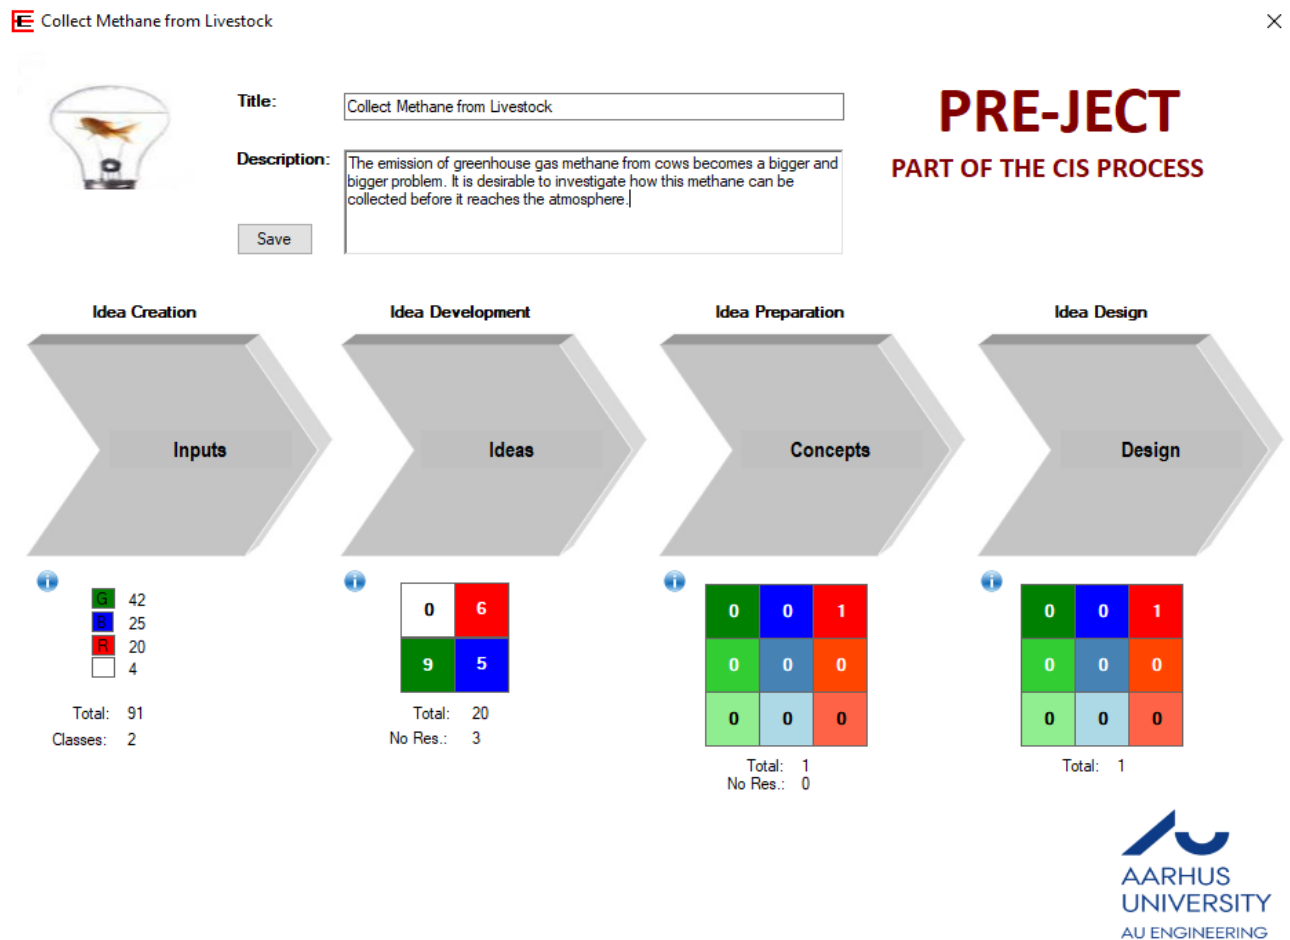 Collect Methane from Livestock
Title:
Collect Methane from Livestock
PRE-JECT
PART OF THE CIS PROCESS
Description:
The emission of greenhouse gas methane from cows becomes a bigger and
bigger problem. It is desirable to investigate how this methane can be
collected before it reaches the atmosphere.
Save
Idea Creation
Idea Development
Idea Preparation
Idea Design
Inputs
Ideas
Concepts
Design
G 42
B 25
R 20
4
Total: 91
Classes: 2
0 6
9 5
Total: 20
No Res.: 3
0 0 1
0 0 0
0 0 0
Total: 1
No Res.: 0
0 0 1
0 0 0
0 0 0
Total: 1
AARHUS
UNIVERSITY
AU ENGINEERING